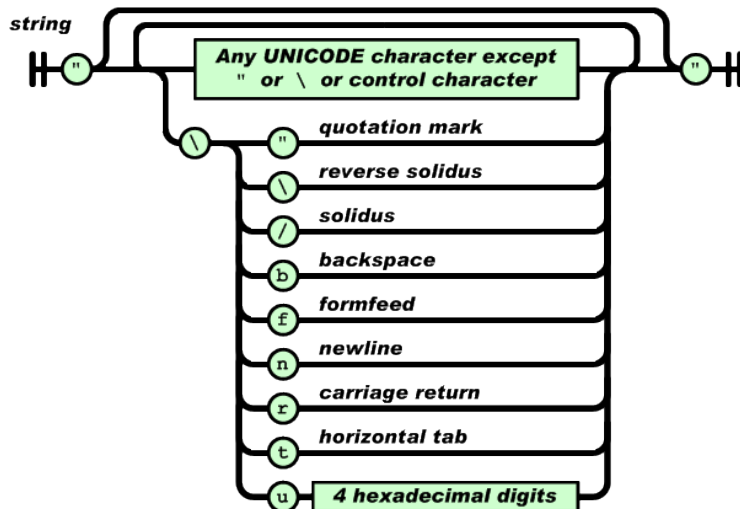 string
Any UNICODE character except
" or \ or control character
" "
\ " quotation mark
\ reverse solidus
/ solidus
b backspace
f formfeed
n newline
r carriage return
t horizontal tab
u 4 hexadecimal digits